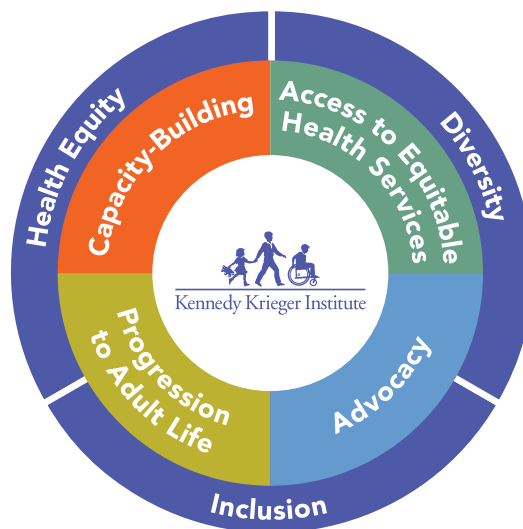 Health Equity
Diversity
Capacity-Building
Access to Equitable
Health Services
Kennedy Krieger Institute
Progression
to Adult Life
Advocacy
Inclusion